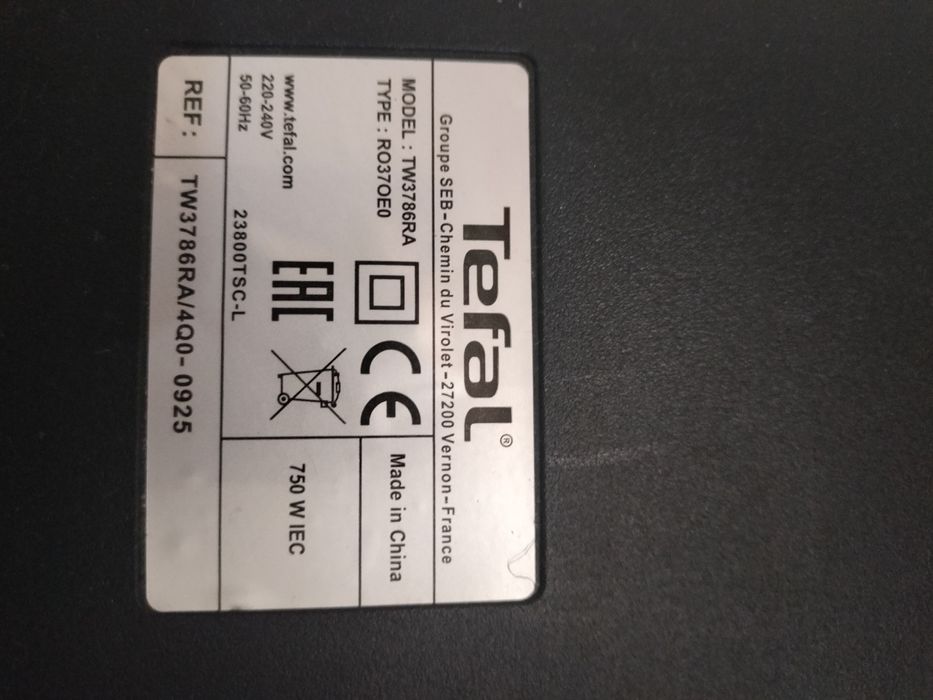 Tefal®
Groupe SEB-Chemin du Virolet-27200 Vernon-France
MODEL : TW3786RA
TYPE : RO37OE0
Made in China
CE
www.tefal.com
220-240V
50-60Hz
EAC
750 W IEC
23800TSC-L
REF : TW3786RA/4Q0-0925